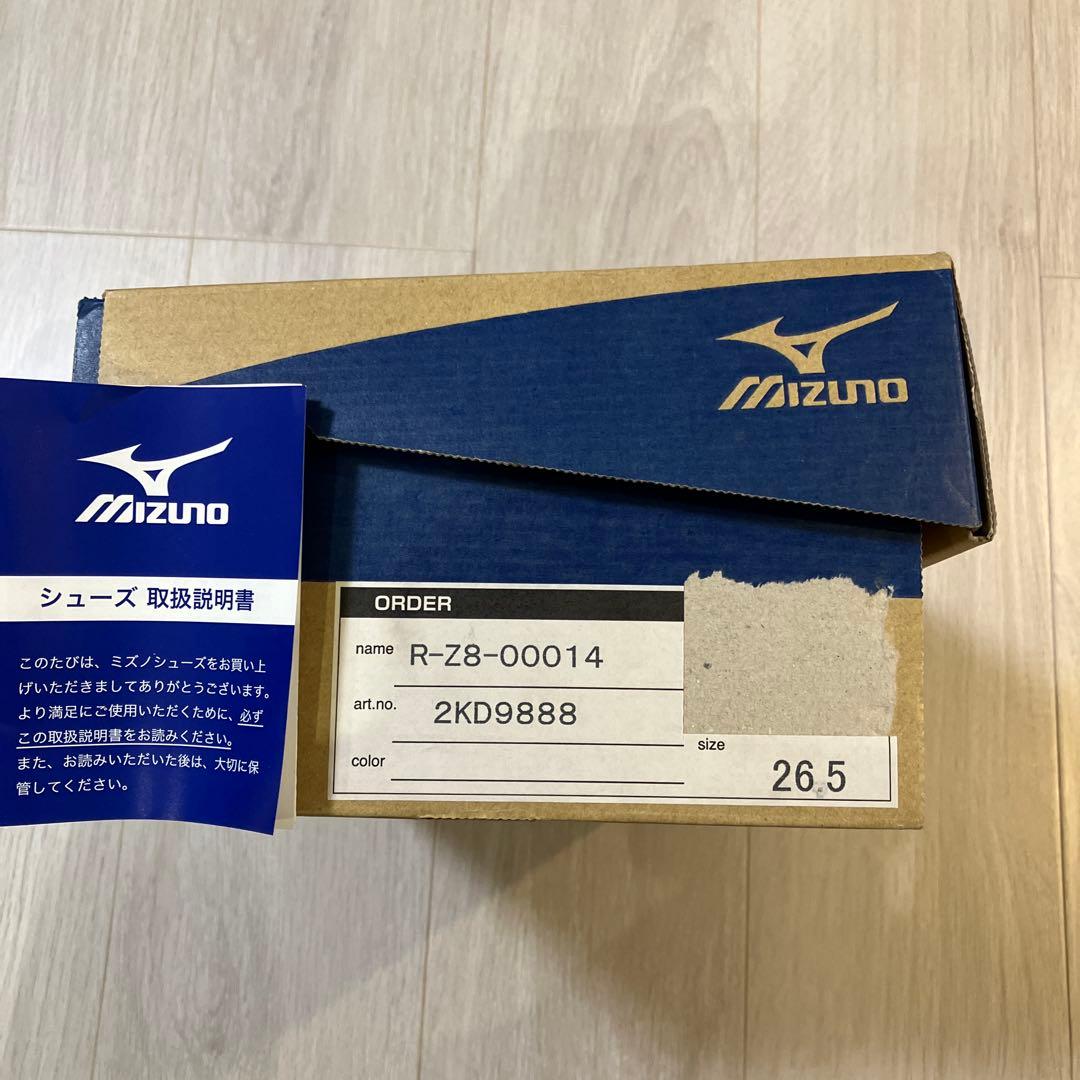 MIZUNO
MIZUNO
シューズ 取扱説明書
このたびは、ミズノシューズをお買い上
げいただきましてありがとうございます。
より満足にご使用いただくために、必ず
この取扱説明書をお読みください。
また、お読みいただいた後は、大切に保
管してください。
ORDER
name R-Z8-00014
art.no. 2KD9888
color
size
26.5